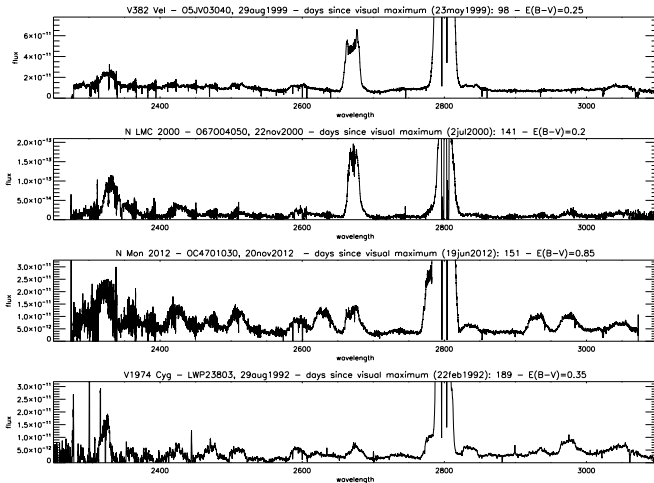 V382 Vel - O5JV03040, 29aug1999 - days since visual maximum (23may1999): 98 - E(B-V)=0.25
6×10⁻¹¹
4×10⁻¹¹
2×10⁻¹¹
0
flux
2400 2600 2800 3000
wavelength
N LMC 2000 - O67004050, 22nov2000 - days since visual maximum (2jul2000): 141 - E(B-V)=0.2
2.0×10⁻¹³
1.5×10⁻¹³
1.0×10⁻¹³
5.0×10⁻¹⁴
0
flux
2400 2600 2800 3000
wavelength
N Mon 2012 - OC4701030, 20nov2012 - days since visual maximum (19jun2012): 151 - E(B-V)=0.85
3.0×10⁻¹¹
2.5×10⁻¹¹
2.0×10⁻¹¹
1.5×10⁻¹¹
1.0×10⁻¹¹
5.0×10⁻¹²
0
flux
2400 2600 2800 3000
wavelength
V1974 Cyg - LWP23803, 29aug1992 - days since visual maximum (22feb1992): 189 - E(B-V)=0.35
3.0×10⁻¹¹
2.5×10⁻¹¹
2.0×10⁻¹¹
1.5×10⁻¹¹
1.0×10⁻¹¹
5.0×10⁻¹²
0
flux
2400 2600 2800 3000
wavelength